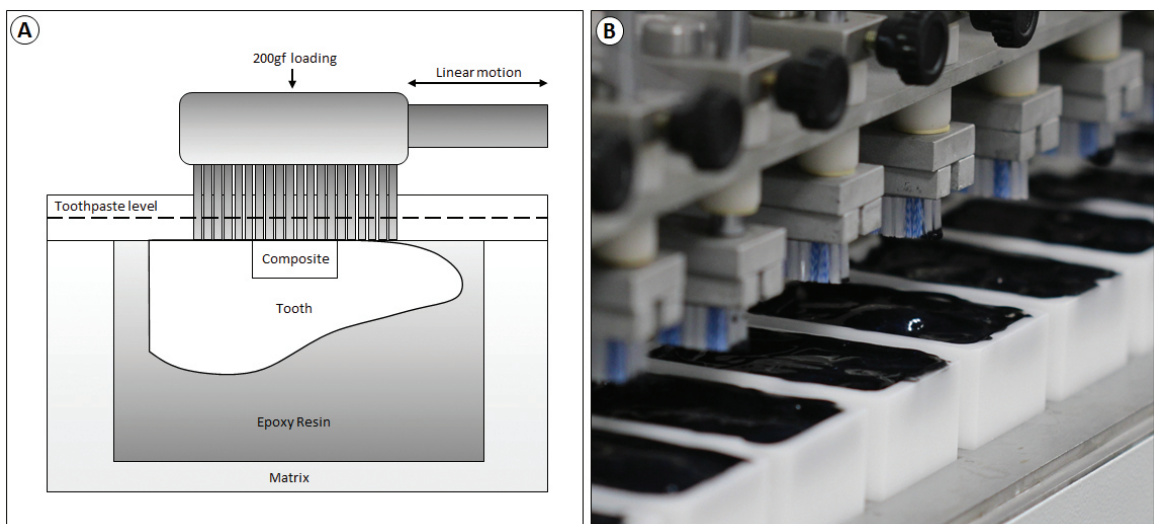 A
200gf loading
Linear motion
Toothpaste level
Composite
Tooth
Epoxy Resin
Matrix
B